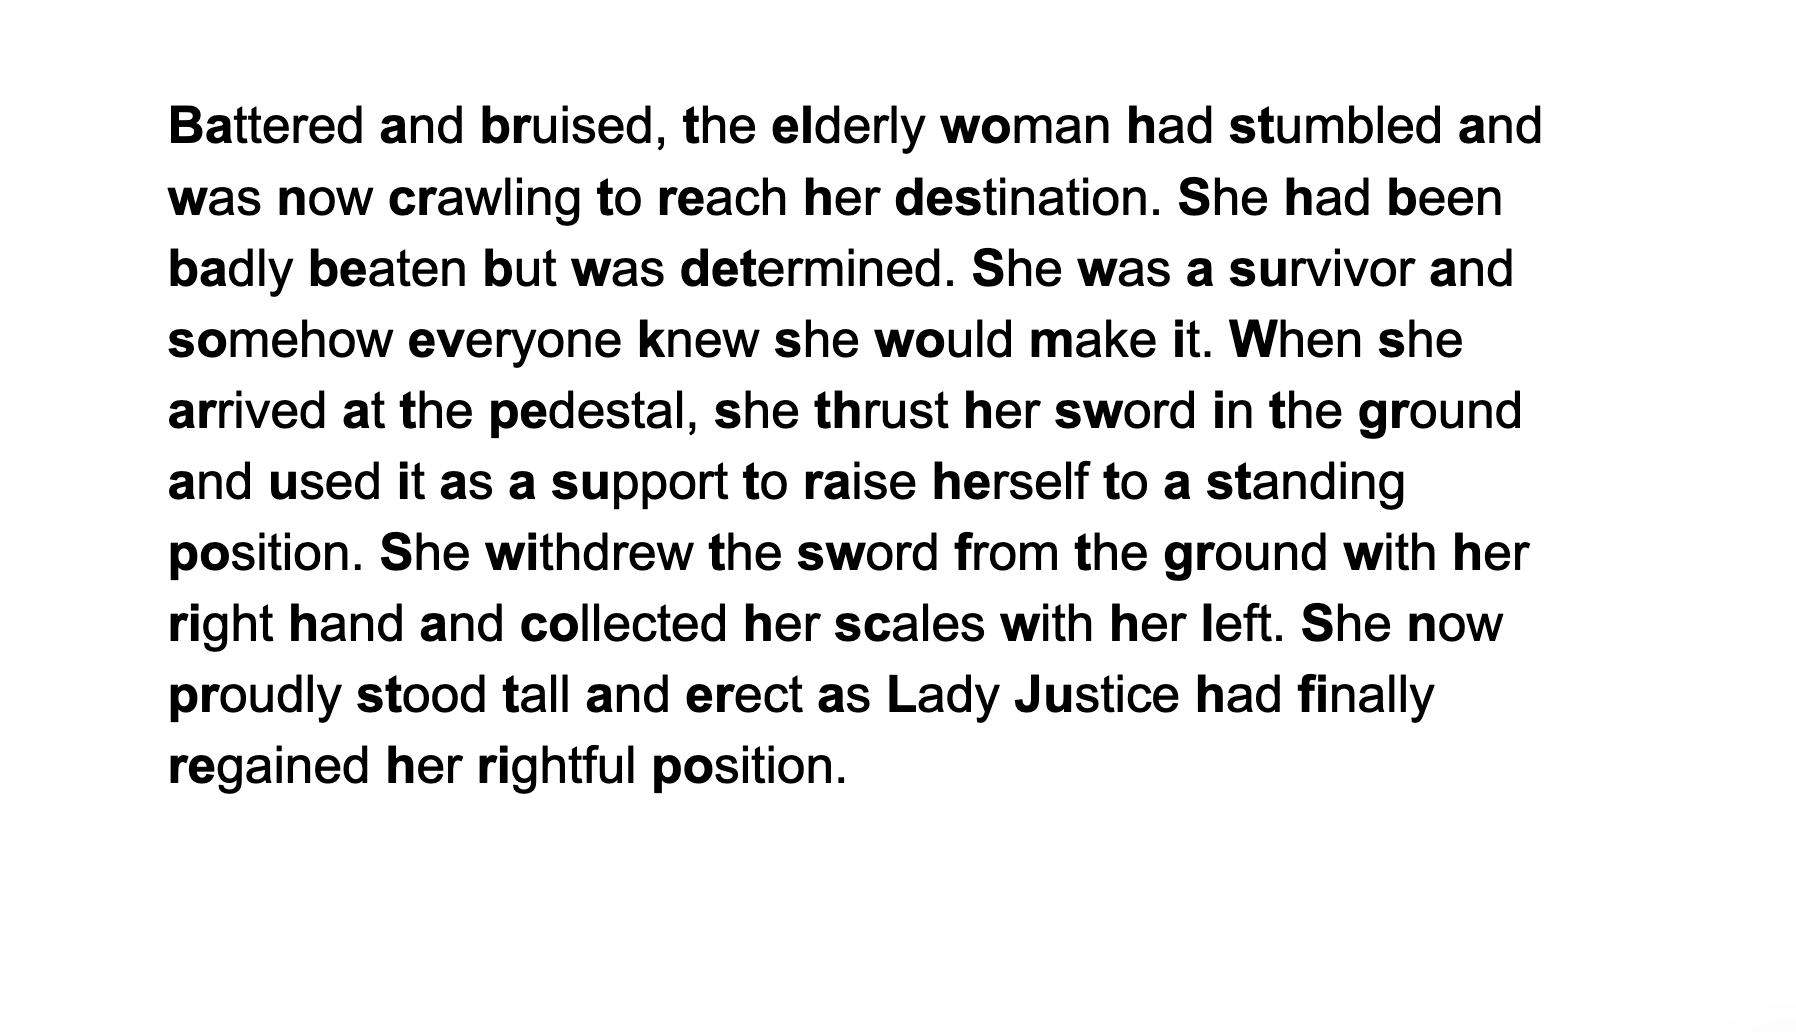 Battered and bruised, the elderly woman had stumbled and
was now crawling to reach her destination. She had been
badly beaten but was determined. She was a survivor and
somehow everyone knew she would make it. When she
arrived at the pedestal, she thrust her sword in the ground
and used it as a support to raise herself to a standing
position. She withdrew the sword from the ground with her
right hand and collected her scales with her left. She now
proudly stood tall and erect as Lady Justice had finally
regained her rightful position.